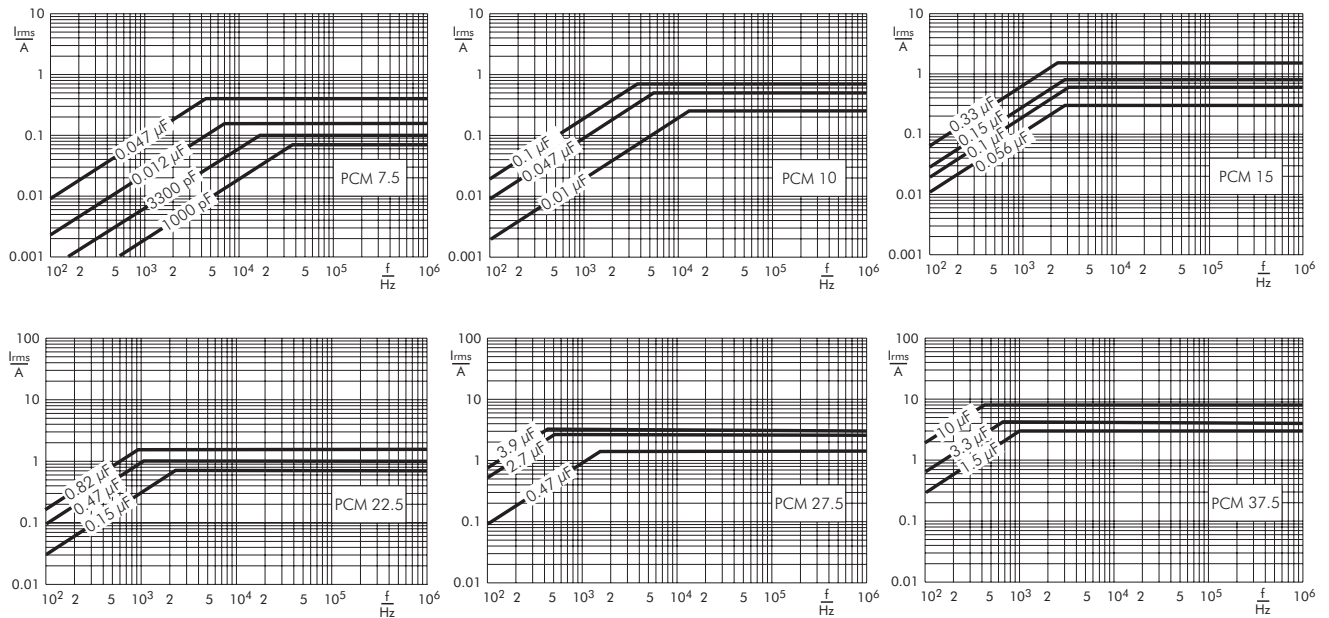 10
Irms
A
1
0.1
0.01
0.001
0.047 µF
0.012 µF
3300 pF
1000 pF
PCM 7.5
10² 2 5 10³ 2 5 10⁴ 2 5 10⁵ f 10⁶
Hz
10
Irms
A
1
0.1
0.01
0.001
0.1 µF
0.047 µF
0.01 µF
PCM 10
10² 2 5 10³ 2 5 10⁴ 2 5 10⁵ f 10⁶
Hz
10
Irms
A
1
0.1
0.01
0.001
0.33 µF
0.15 µF
0.1 µF
0.056 µF
PCM 15
10² 2 5 10³ 2 5 10⁴ 2 5 10⁵ f 10⁶
Hz
100
Irms
A
10
1
0.1
0.01
0.82 µF
0.47 µF
0.15 µF
PCM 22.5
10² 2 5 10³ 2 5 10⁴ 2 5 10⁵ f 10⁶
Hz
100
Irms
A
10
1
0.1
0.01
3.9 µF
2.7 µF
0.47 µF
PCM 27.5
10² 2 5 10³ 2 5 10⁴ 2 5 10⁵ f 10⁶
Hz
100
Irms
A
10
1
0.1
0.01
10 µF
3.3 µF
1.5 µF
PCM 37.5
10² 2 5 10³ 2 5 10⁴ 2 5 10⁵ f 10⁶
Hz